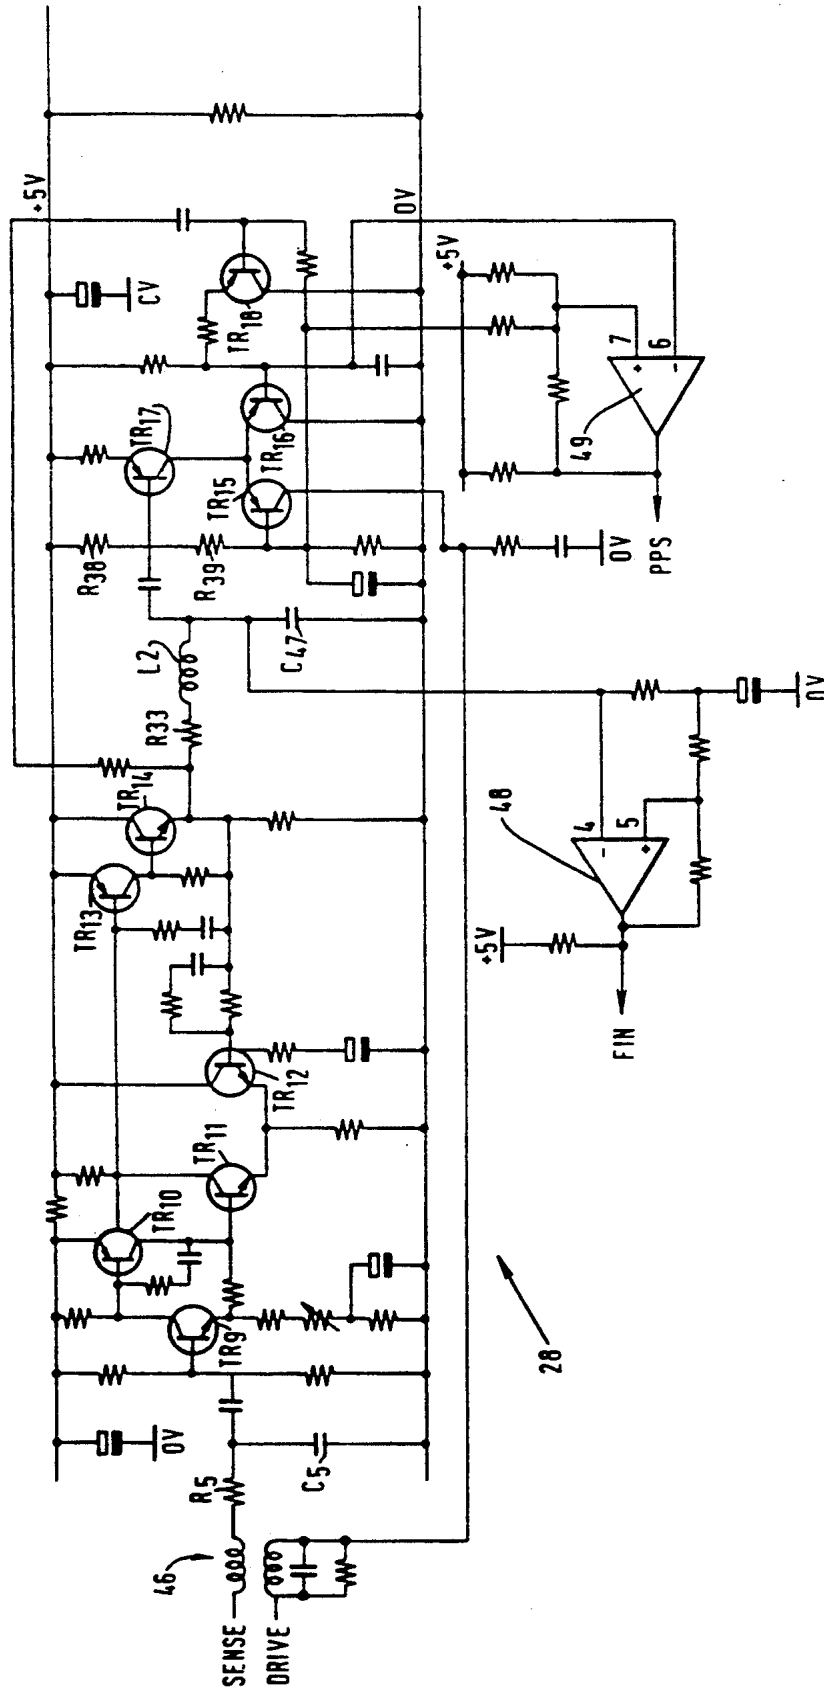 SENSE
DRIVE
46
R5
C5
0V
TR9
TR10
TR11
TR12
TR13
TR14
R33
L2
C47
R38
R39
TR15
TR16
TR17
TR18
CV
+5V
0V
28
FIN
+5V
48
4
5
-
+
0V
0V
PPS
49
+5V
7
6
+
-